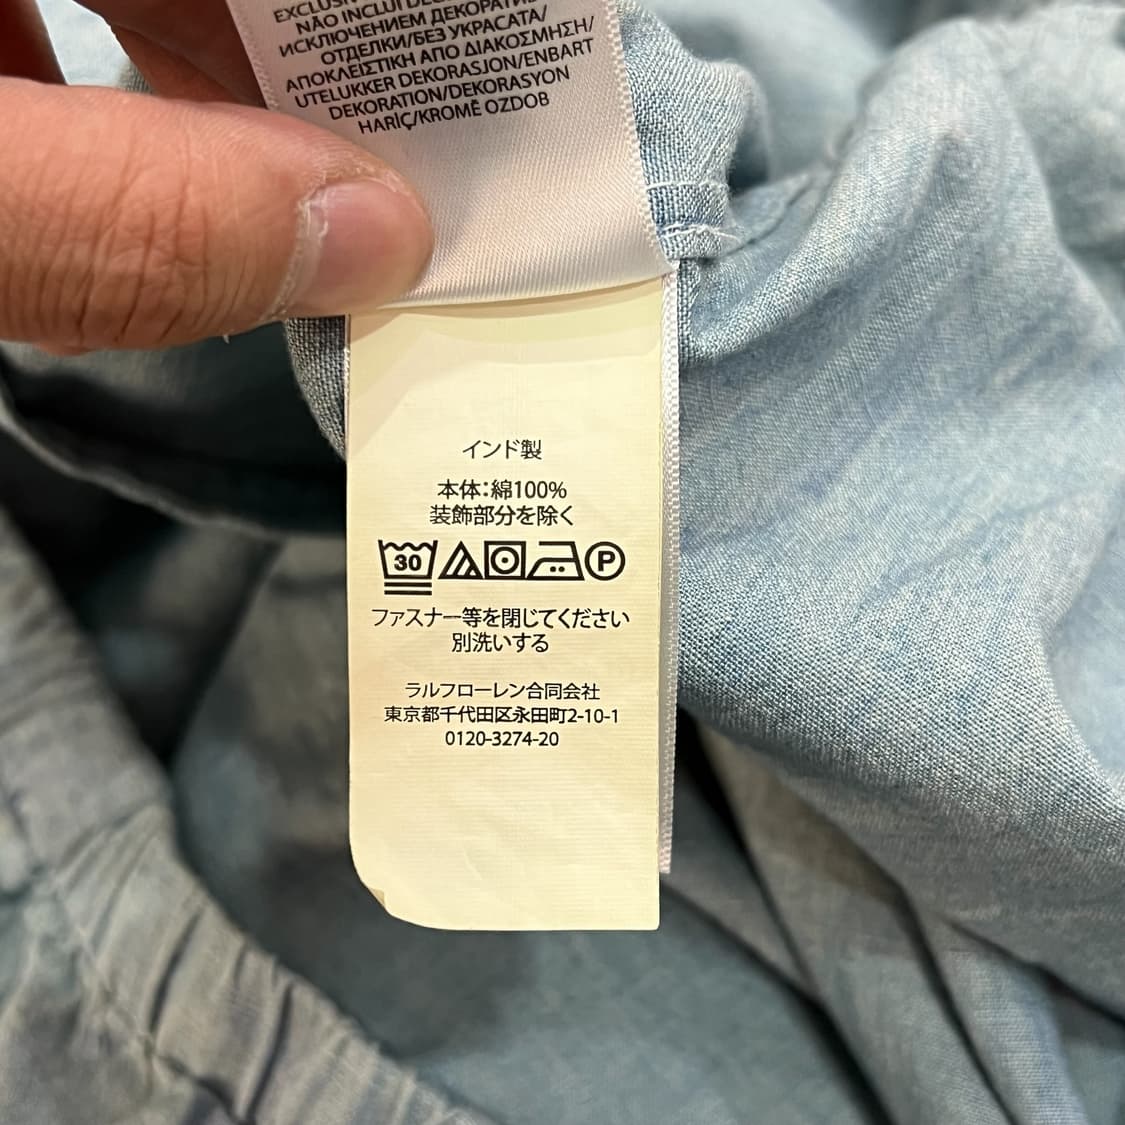 NÃO INCLUI DEC
ИСКЛЮЧЕНИЕМ ДЕКОРАТИ
ОТДЕЛКИ/БЕЗ УКРАСАТА/
ΑΠΟΚΛΕΙΣΤΙΚΗ ΑΠΟ ΔΙΑΚΟΣΜΗΣΗ/
UTELUKKER DEKORASJON/ENBART
DEKORATION/DEKORASYON
HARİÇ/KROMĚ OZDOB
インド製
本体:綿100%
装飾部分を除く
30 P
ファスナー等を閉じてください
別洗いする
ラルフローレン合同会社
東京都千代田区永田町2-10-1
0120-3274-20